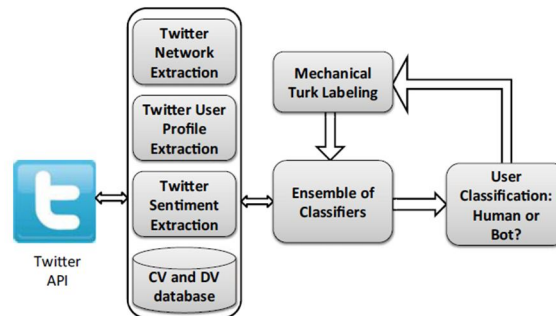 Twitter
Network
Extraction
Twitter User
Profile
Extraction
Twitter
Sentiment
Extraction
CV and DV
database
Twitter
API
Mechanical
Turk Labeling
Ensemble of
Classifiers
User
Classification:
Human or
Bot?